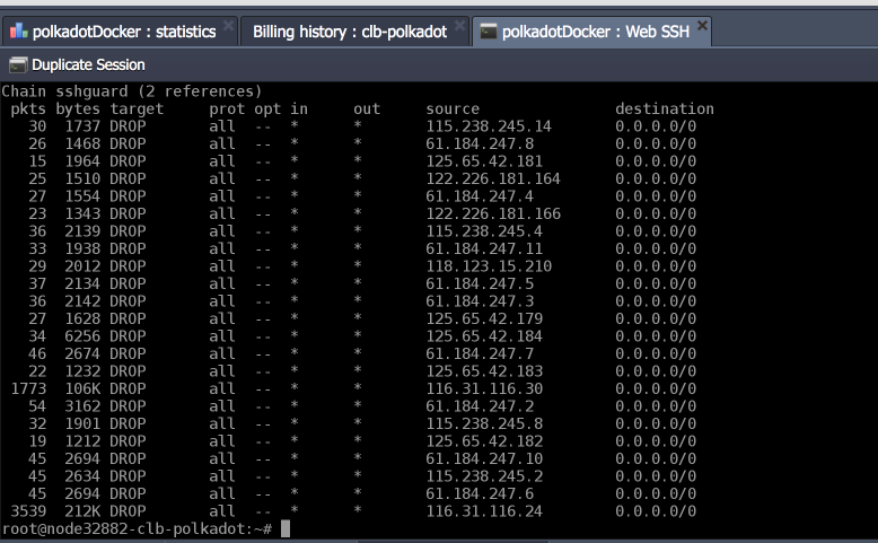 polkadotDocker : statistics Billing history : clb-polkadot polkadotDocker : Web SSH
Duplicate Session
Chain sshguard (2 references)
pkts bytes target prot opt in out source destination
30 1737 DROP all -- * * 115.238.245.14 0.0.0.0/0
26 1468 DROP all -- * * 61.184.247.8 0.0.0.0/0
15 1964 DROP all -- * * 125.65.42.181 0.0.0.0/0
25 1510 DROP all -- * * 122.226.181.164 0.0.0.0/0
27 1554 DROP all -- * * 61.184.247.4 0.0.0.0/0
23 1343 DROP all -- * * 122.226.181.166 0.0.0.0/0
36 2139 DROP all -- * * 115.238.245.4 0.0.0.0/0
33 1938 DROP all -- * * 61.184.247.11 0.0.0.0/0
29 2012 DROP all -- * * 118.123.15.210 0.0.0.0/0
37 2134 DROP all -- * * 61.184.247.5 0.0.0.0/0
36 2142 DROP all -- * * 61.184.247.3 0.0.0.0/0
27 1628 DROP all -- * * 125.65.42.179 0.0.0.0/0
34 6256 DROP all -- * * 125.65.42.184 0.0.0.0/0
46 2674 DROP all -- * * 61.184.247.7 0.0.0.0/0
22 1232 DROP all -- * * 125.65.42.183 0.0.0.0/0
1773 106K DROP all -- * * 116.31.116.30 0.0.0.0/0
54 3162 DROP all -- * * 61.184.247.2 0.0.0.0/0
32 1901 DROP all -- * * 115.238.245.8 0.0.0.0/0
19 1212 DROP all -- * * 125.65.42.182 0.0.0.0/0
45 2694 DROP all -- * * 61.184.247.10 0.0.0.0/0
45 2634 DROP all -- * * 115.238.245.2 0.0.0.0/0
45 2694 DROP all -- * * 61.184.247.6 0.0.0.0/0
3539 212K DROP all -- * * 116.31.116.24 0.0.0.0/0
root@node32882-clb-polkadot:~#